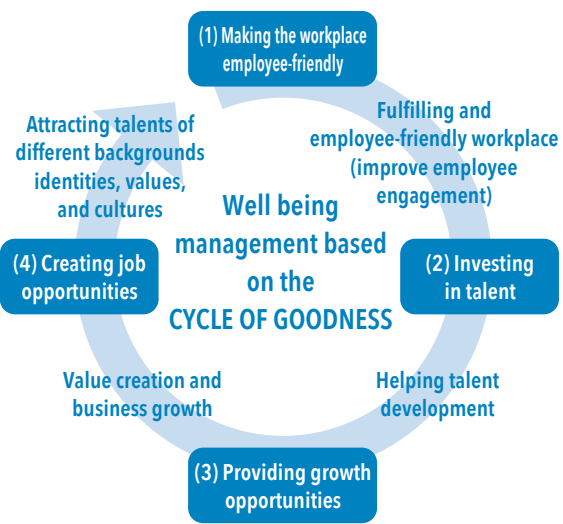 (1) Making the workplace
employee-friendly
Fulfilling and
employee-friendly workplace
(improve employee
engagement)
(2) Investing
in talent
Helping talent
development
(3) Providing growth
opportunities
Value creation and
business growth
(4) Creating job
opportunities
Attracting talents of
different backgrounds
identities, values,
and cultures
Well being
management based
on the
CYCLE OF GOODNESS